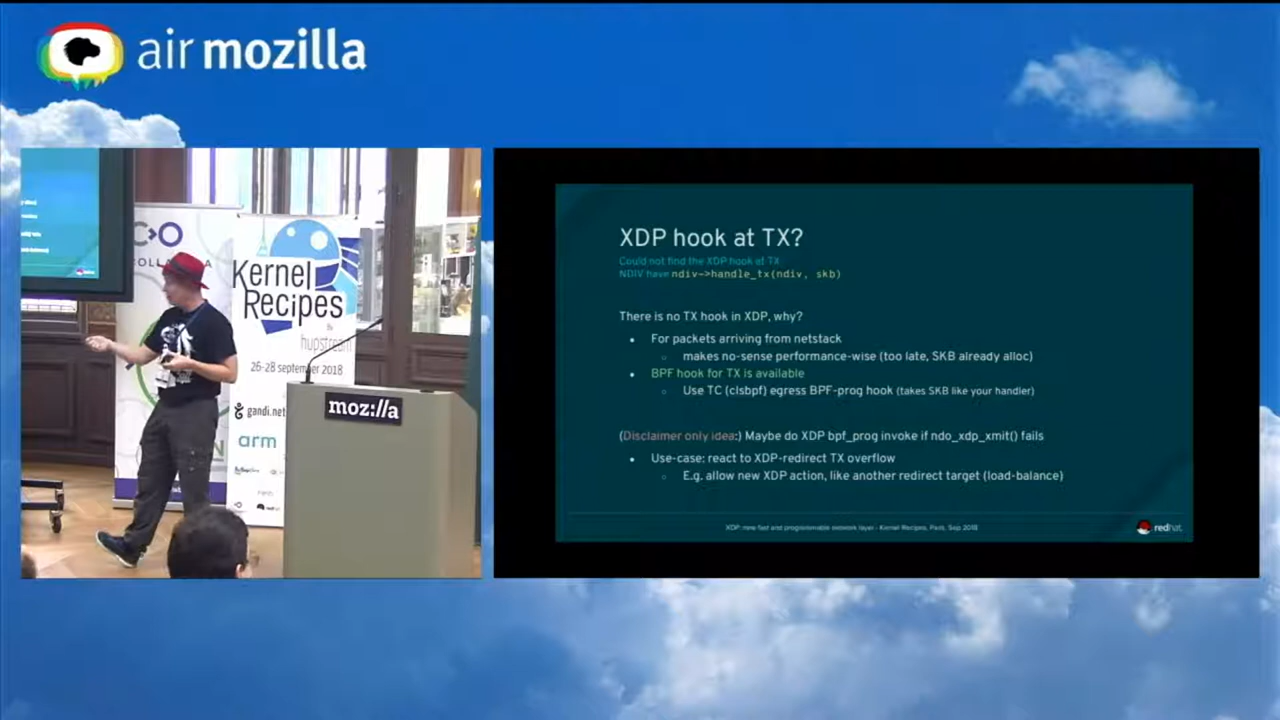 air mozilla
COLLA
A
Kernel
Recipes
hupstream
26-28 september 2018
gandi.net
arm
moz://a
XDP hook at TX?
Could not find the XDP hook at TX
NDIV have ndiv->handle_tx(ndiv, skb)
There is no TX hook in XDP, why?
For packets arriving from netstack
makes no-sense performance-wise (too late, SKB already alloc)
BPF hook for TX is available
Use TC (clsbpf) egress BPF-prog hook (takes SKB like your handler)
(Disclaimer only idea:) Maybe do XDP bpf_prog invoke if ndo_xdp_xmit() fails
Use-case: react to XDP-redirect TX overflow
E.g. allow new XDP action, like another redirect target (load-balance)
XDP: new fast and programmable network layer - Kernel Recipes, Paris, Sep 2018
redhat.